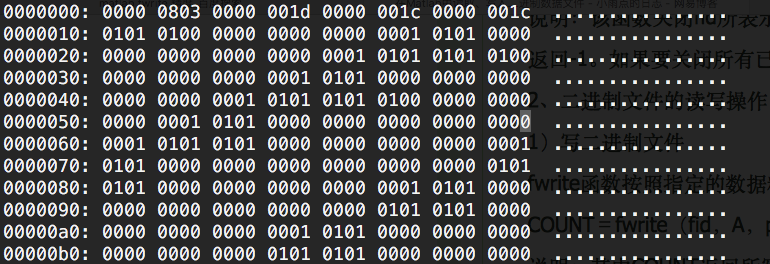 0000000: 0000 0803 0000 001d 0000 001c 0000 001c ................
0000010: 0101 0100 0000 0000 0000 0001 0101 0000 ................
0000020: 0000 0000 0000 0000 0000 0101 0101 0100 ................
0000030: 0000 0000 0000 0001 0101 0000 0000 0000 ................
0000040: 0000 0000 0001 0101 0101 0100 0000 0000 ................
0000050: 0000 0001 0101 0000 0000 0000 0000 0000 ................
0000060: 0001 0101 0101 0000 0000 0000 0000 0001 ................
0000070: 0101 0000 0000 0000 0000 0000 0000 0101 ................
0000080: 0101 0000 0000 0000 0000 0001 0101 0000 ................
0000090: 0000 0000 0000 0000 0000 0101 0101 0000 ................
00000a0: 0000 0000 0000 0001 0101 0000 0000 0000 ................
00000b0: 0000 0000 0000 0101 0101 0000 0000 0000 ................
返回-1。如果要关闭所有已
2、二进制文件的读写操作
1）写二进制文件
fwrite函数按照指定的数据
COUNT＝fwrite（fid，A，p